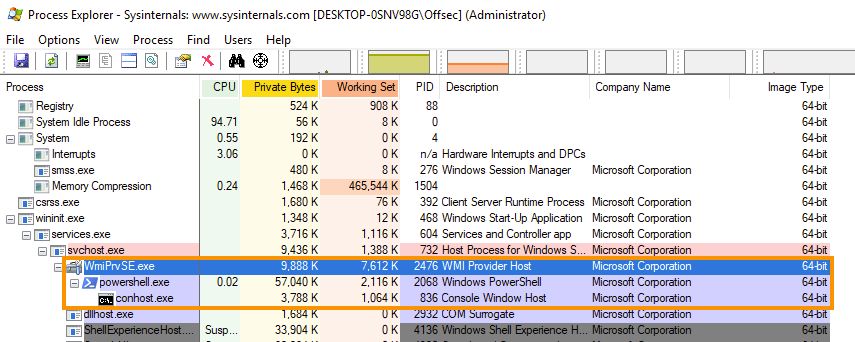 Process Explorer - Sysinternals: www.sysinternals.com [DESKTOP-0SNV98G\Offsec] (Administrator)
File Options View Process Find Users Help
Process CPU Private Bytes Working Set PID Description Company Name Image Type
Registry 524 K 908 K 88 64-bit
System Idle Process 94.71 56 K 8 K 0 64-bit
System 0.55 192 K 0 K 4 64-bit
Interrupts 3.06 0 K 0 K n/a Hardware Interrupts and DPCs 64-bit
smss.exe 480 K 8 K 276 Windows Session Manager Microsoft Corporation 64-bit
Memory Compression 0.24 1,468 K 465,544 K 1504 64-bit
csrss.exe 1,680 K 76 K 392 Client Server Runtime Process Microsoft Corporation 64-bit
wininit.exe 1,348 K 12 K 468 Windows Start-Up Application Microsoft Corporation 64-bit
services.exe 3,716 K 1,116 K 604 Services and Controller app Microsoft Corporation 64-bit
svchost.exe 9,436 K 1,388 K 732 Host Process for Windows S... Microsoft Corporation 64-bit
WmiPrvSE.exe 9,888 K 7,612 K 2476 WMI Provider Host Microsoft Corporation 64-bit
powershell.exe 0.02 57,040 K 2,116 K 2068 Windows PowerShell Microsoft Corporation 64-bit
C:\. conhost.exe 3,788 K 1,064 K 836 Console Window Host Microsoft Corporation 64-bit
dllhost.exe 1,684 K 0 K 2932 COM Surrogate Microsoft Corporation 64-bit
ShellExperienceHost.... Susp... 33,904 K 0 K 4136 Windows Shell Experience H... Microsoft Corporation 64-bit